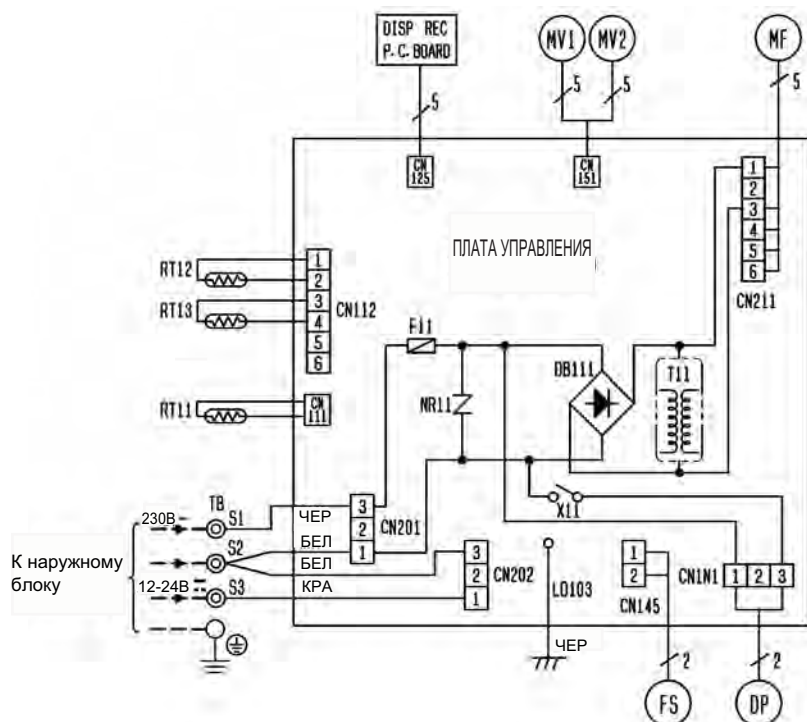 DISP REC
P.C.BOARD
MV1
MV2
MF
5
5
5
5
CN
125
CN
151
1
2
3
4
5
6
CN211
ПЛАТА УПРАВЛЕНИЯ
RT12
RT13
1
2
3
4
5
6
CN112
F11
DB111
T11
NR11
RT11
CN
111
X11
TB
230В
S1
ЧЕР
3
2
1
CN201
К наружному
блоку
S2
БЕЛ
БЕЛ
12-24В
S3
КРА
3
2
1
CN202
LD103
ЧЕР
1
2
CN145
CN1N1
1
2
3
2
2
FS
DP